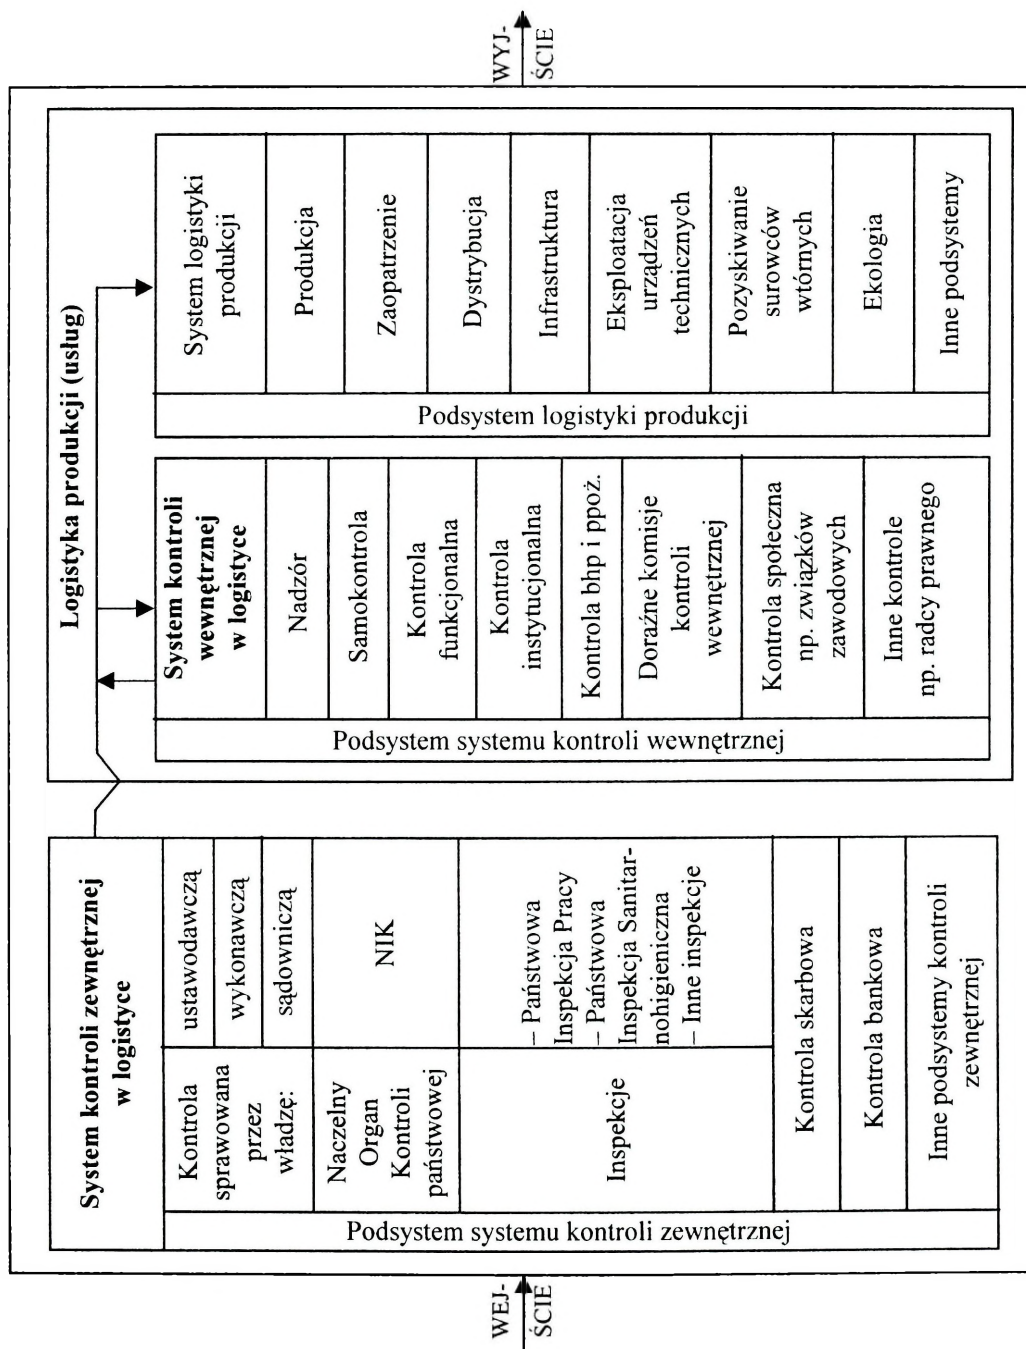 WEJ-
ŚCIE
System kontroli zewnętrznej
w logistyce
Podsystem systemu kontroli zewnętrznej
Kontrola
sprawowana
przez
władzę:
ustawodawczą
wykonawczą
sądowniczą
Naczelny
Organ
Kontroli
państwowej
NIK
Inspekcje
– Państwowa
Inspekcja Pracy
– Państwowa
Inspekcja Sanitar-
nohigieniczna
– Inne inspekcje
Kontrola skarbowa
Kontrola bankowa
Inne podsystemy kontroli
zewnętrznej
Logistyka produkcji (usług)
System kontroli
wewnętrznej
w logistyce
Podsystem systemu kontroli wewnętrznej
Nadzór
Samokontrola
Kontrola
funkcjonalna
Kontrola
instytucjonalna
Kontrola bhp i ppoż.
Doraźne komisje
kontroli
wewnętrznej
Kontrola społeczna
np. związków
zawodowych
Inne kontrole
np. radcy prawnego
System logistyki
produkcji
Podsystem logistyki produkcji
Produkcja
Zaopatrzenie
Dystrybucja
Infrastruktura
Eksploatacja
urządzeń
technicznych
Pozyskiwanie
surowców
wtórnych
Ekologia
Inne podsystemy
WYJ-
ŚCIE